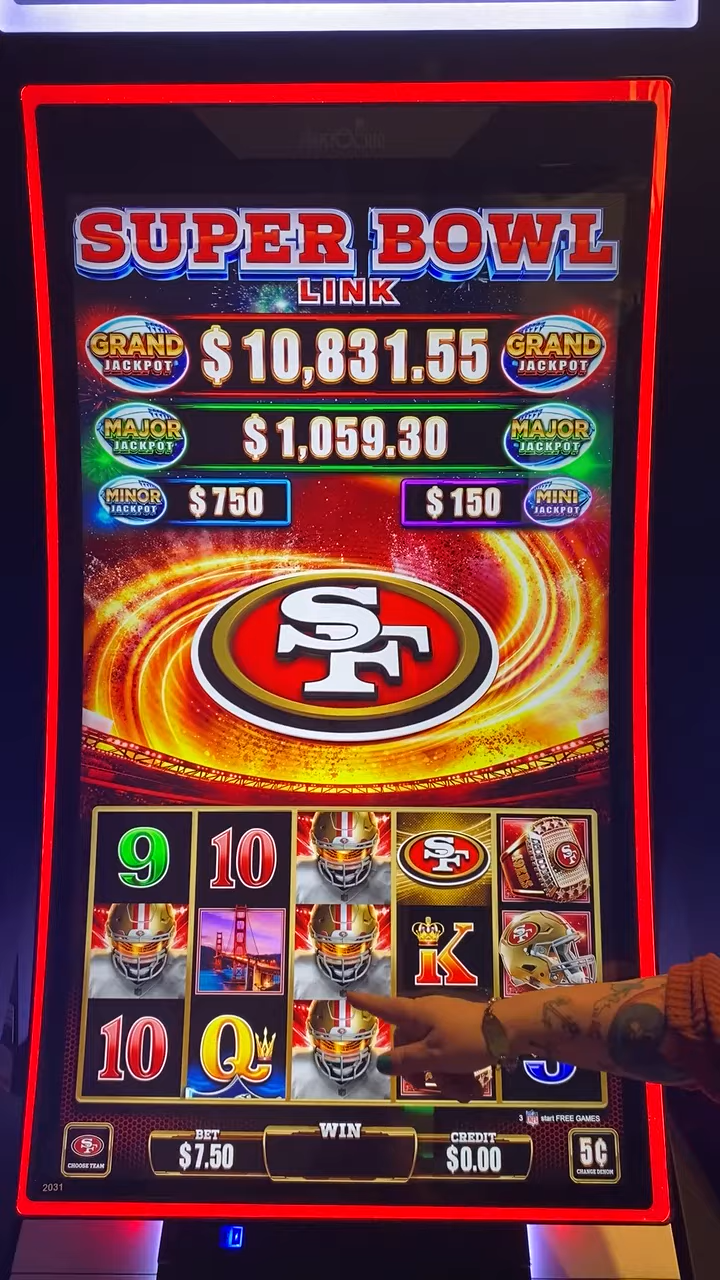 SUPER BOWL
LINK
GRAND JACKPOT $10,831.55 GRAND JACKPOT
MAJOR JACKPOT $1,059.30 MAJOR JACKPOT
MINOR JACKPOT $750 $150 MINI JACKPOT
SF
9 10 SF
K
10 Q
3 NFL start FREE GAMES
CHOOSE TEAM
BET
$7.50
WIN
CREDIT
$0.00
5¢
CHANGE DENOM
2031